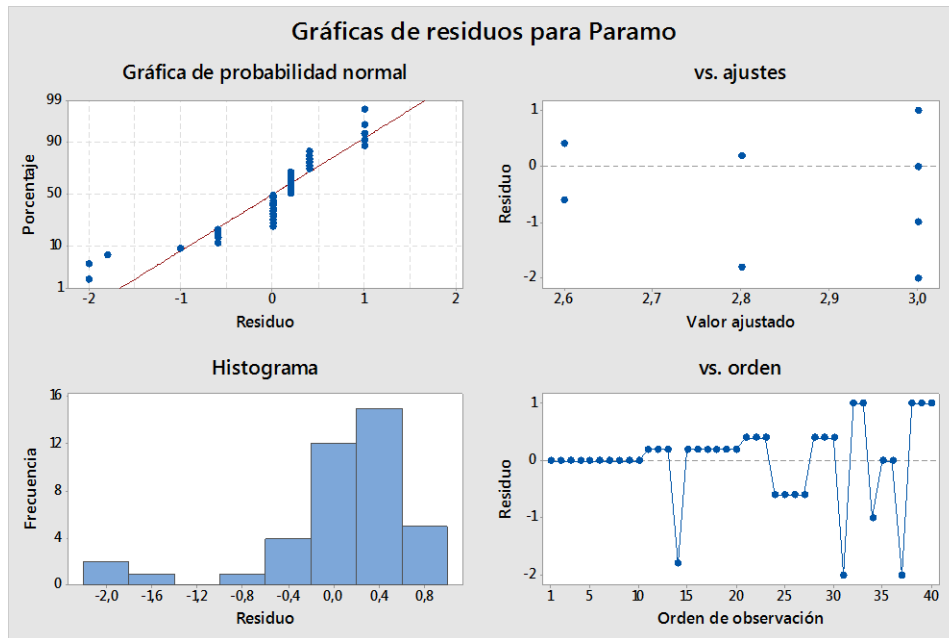 Gráficas de residuos para Paramo
Gráfica de probabilidad normal
99
90
50
10
1
Porcentaje
-2 -1 0 1 2
Residuo
vs. ajustes
1
0
-1
-2
Residuo
2,6 2,7 2,8 2,9 3,0
Valor ajustado
Histograma
16
12
8
4
0
Frecuencia
-2,0 -1,6 -1,2 -0,8 -0,4 0,0 0,4 0,8
Residuo
vs. orden
1
0
-1
-2
Residuo
1 5 10 15 20 25 30 35 40
Orden de observación